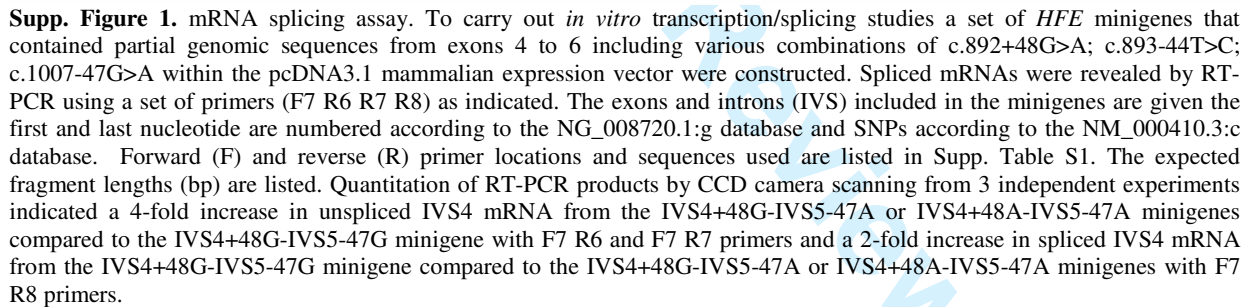 Supp. Figure 1. mRNA splicing assay. To carry out in vitro transcription/splicing studies a set of HFE minigenes that
contained partial genomic sequences from exons 4 to 6 including various combinations of c.892+48G>A; c.893-44T>C;
c.1007-47G>A within the pcDNA3.1 mammalian expression vector were constructed. Spliced mRNAs were revealed by RT-
PCR using a set of primers (F7 R6 R7 R8) as indicated. The exons and introns (IVS) included in the minigenes are given the
first and last nucleotide are numbered according to the NG_008720.1:g database and SNPs according to the NM_000410.3:c
database. Forward (F) and reverse (R) primer locations and sequences used are listed in Supp. Table S1. The expected
fragment lengths (bp) are listed. Quantitation of RT-PCR products by CCD camera scanning from 3 independent experiments
indicated a 4-fold increase in unspliced IVS4 mRNA from the IVS4+48G-IVS5-47A or IVS4+48A-IVS5-47A minigenes
compared to the IVS4+48G-IVS5-47G minigene with F7 R6 and F7 R7 primers and a 2-fold increase in spliced IVS4 mRNA
from the IVS4+48G-IVS5-47G minigene compared to the IVS4+48G-IVS5-47A or IVS4+48A-IVS5-47A minigenes with F7
R8 primers.